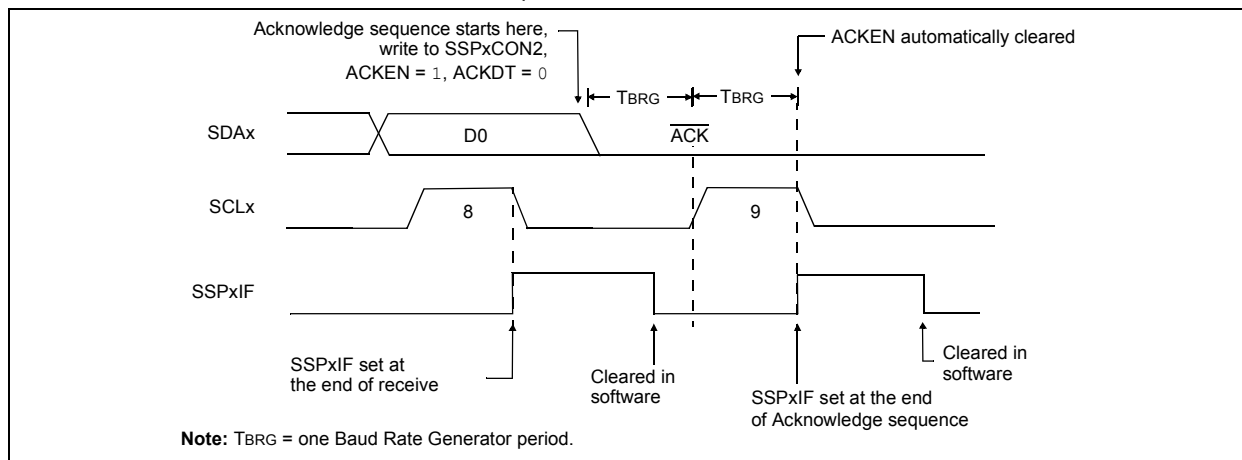 Acknowledge sequence starts here,
write to SSPxCON2,
ACKEN = 1, ACKDT = 0
ACKEN automatically cleared
TBRG
TBRG
SDAx
D0
ACK
SCLx
8
9
SSPxIF
SSPxIF set at
the end of receive
Cleared in
software
SSPxIF set at the end
of Acknowledge sequence
Cleared in
software
Note: TBRG = one Baud Rate Generator period.